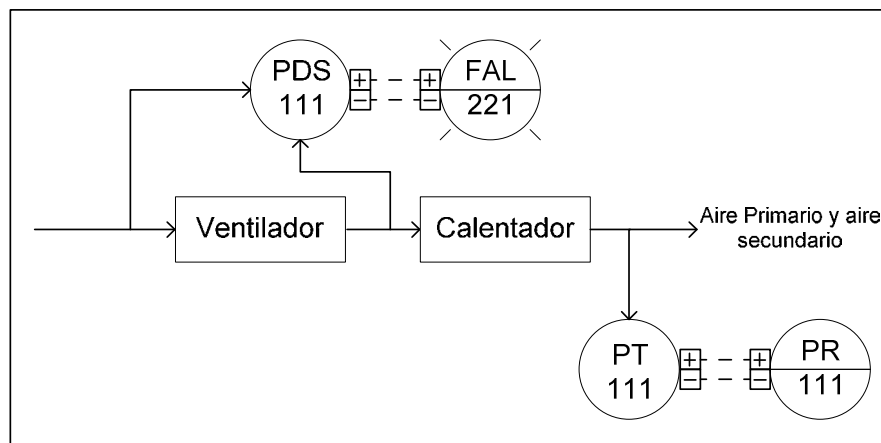 PDS
111
+
−
+
−
FAL
221
Ventilador
Calentador
Aire Primario y aire
secundario
PT
111
+
−
+
−
PR
111